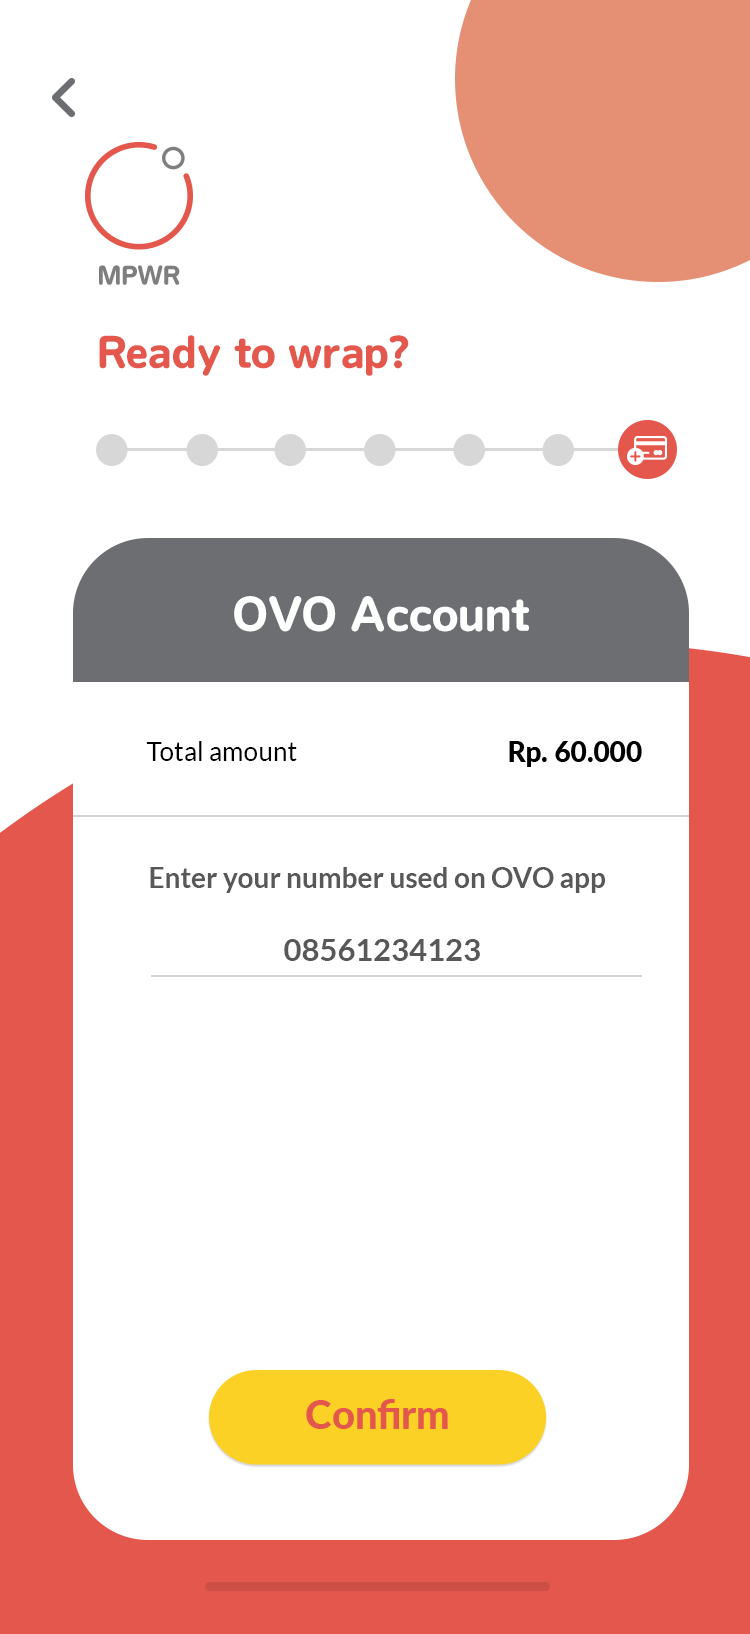 MPWR
Ready to wrap?
OVO Account
Total amount Rp. 60.000
Enter your number used on OVO app
08561234123
Confirm